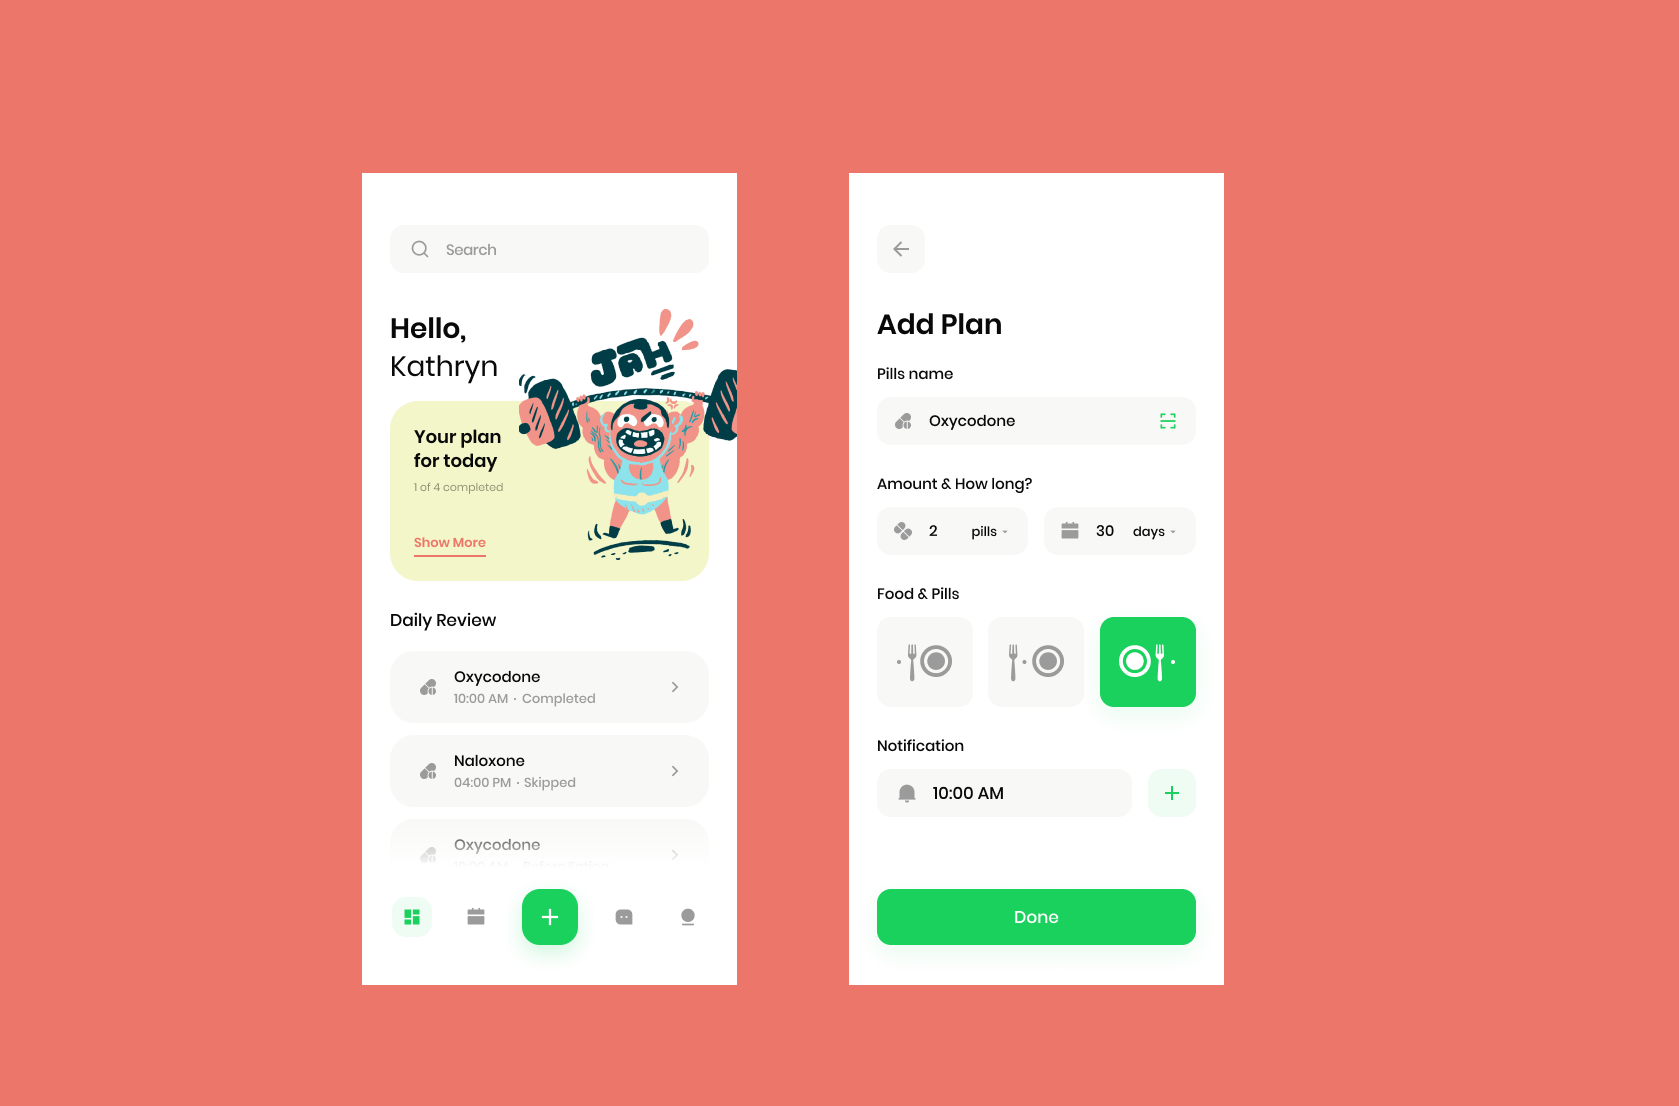 Search
Hello,
Kathryn
JAH
Your plan
for today
1 of 4 completed
Show More
Daily Review
Oxycodone
10:00 AM · Completed
Naloxone
04:00 PM · Skipped
Oxycodone
Add Plan
Pills name
Oxycodone
Amount & How long?
2 pills
30 days
Food & Pills
Notification
10:00 AM
Done